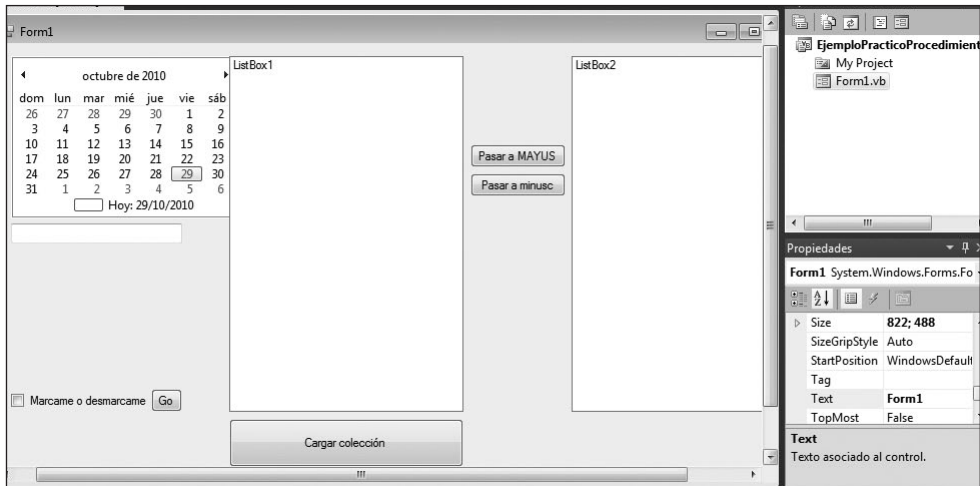 Form1
octubre de 2010
dom lun mar mié jue vie sáb
26 27 28 29 30 1 2
3 4 5 6 7 8 9
10 11 12 13 14 15 16
17 18 19 20 21 22 23
24 25 26 27 28 29 30
31 1 2 3 4 5 6
Hoy: 29/10/2010
Marcame o desmarcame
Go
ListBox1
Cargar colección
Pasar a MAYUS
Pasar a minusc
ListBox2
EjemploPracticoProcedimient
My Project
Form1.vb
Propiedades
Form1 System.Windows.Forms.Fo
Size 822; 488
SizeGripStyle Auto
StartPosition WindowsDefault
Tag
Text Form1
TopMost False
Text
Texto asociado al control.